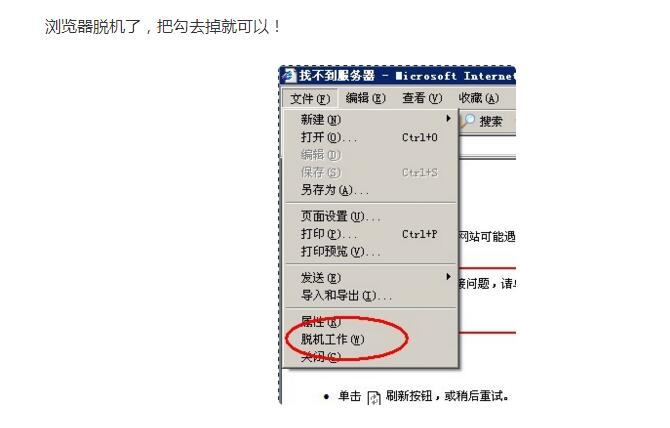 浏览器脱机了，把勾去掉就可以！
找不到服务器 - Microsoft Internet
文件(F) 编辑(E) 查看(V) 收藏(A)
新建(N)
搜索
打开(O)... Ctrl+O
编辑(D)
保存(S) Ctrl+S
另存为(A)...
页面设置(U)...
打印(P)... Ctrl+P
网站可能遇
打印预览(V)...
发送(E)
接问题，请
导入和导出(I)...
属性(R)
脱机工作(W)
关闭(C)
• 单击 刷新按钮，或稍后重试。